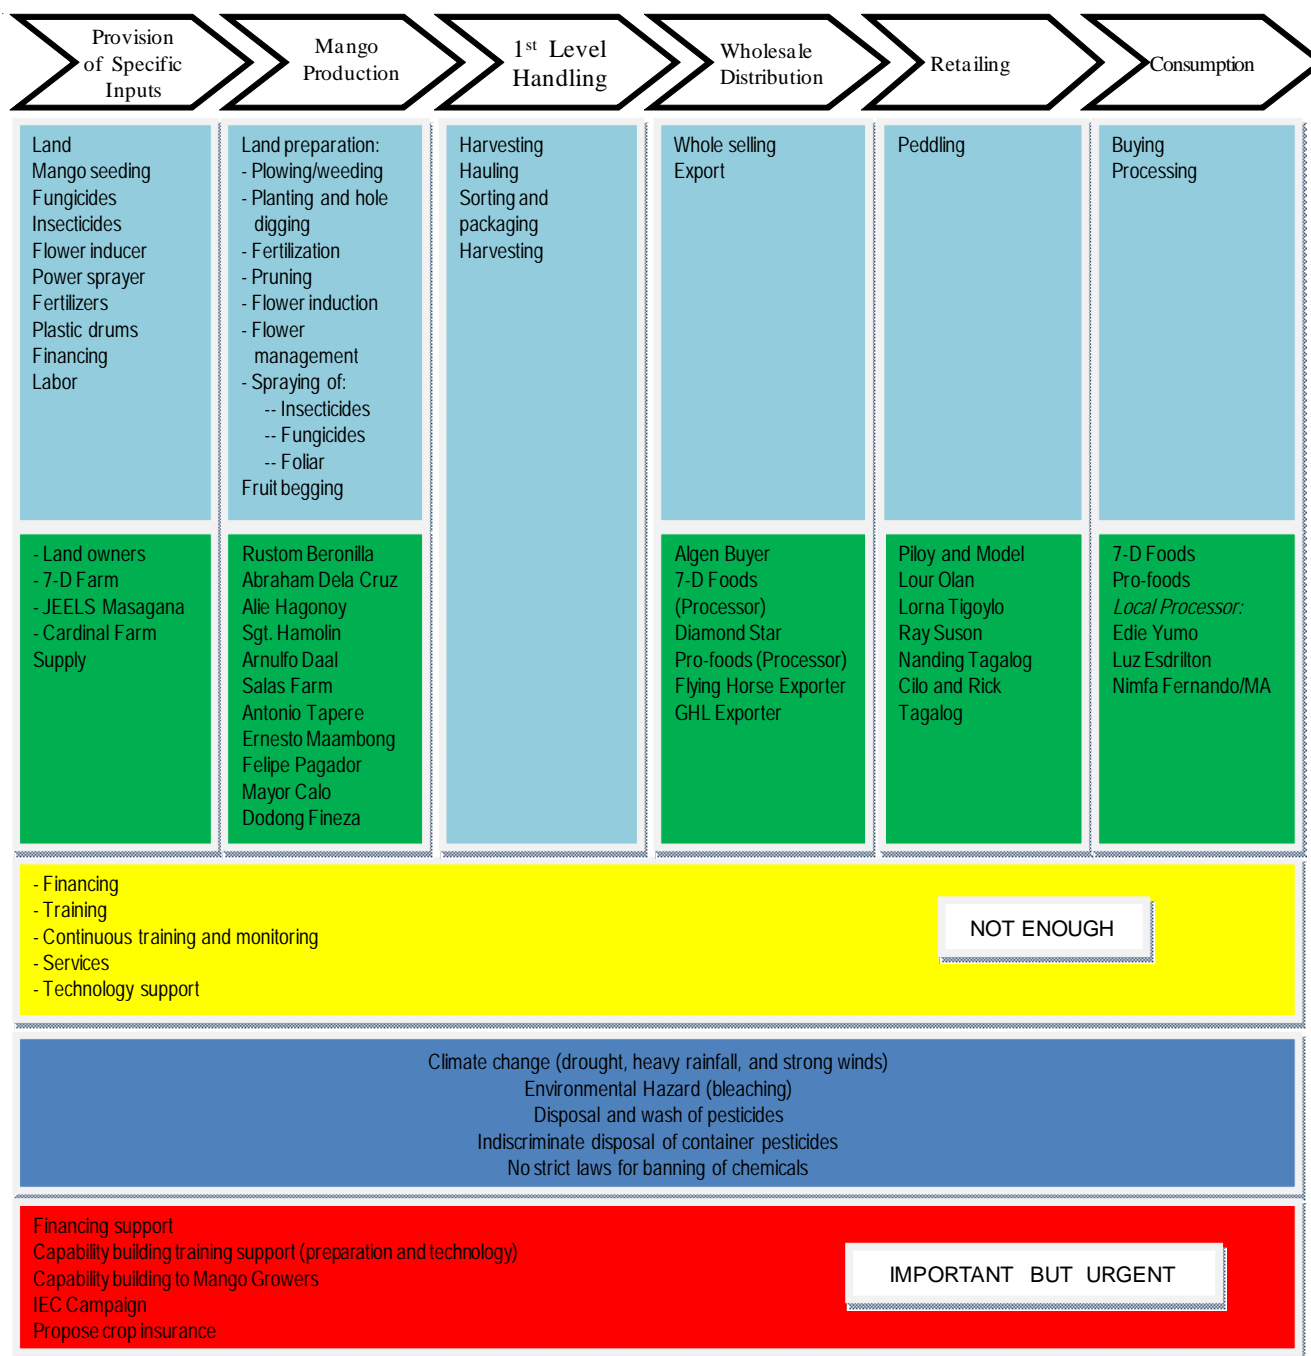 Provision
of Specific
Inputs
Mango
Production
1st Level
Handling
Wholesale
Distribution
Retailing
Consumption
Land
Mango seeding
Fungicides
Insecticides
Flower inducer
Power sprayer
Fertilizers
Plastic drums
Financing
Labor
Land preparation:
- Plowing/weeding
- Planting and hole
digging
- Fertilization
- Pruning
- Flower induction
- Flower
management
- Spraying of:
-- Insecticides
-- Fungicides
-- Foliar
Fruit begging
Harvesting
Hauling
Sorting and
packaging
Harvesting
Whole selling
Export
Peddling
Buying
Processing
- Land owners
- 7-D Farm
- JEELS Masagana
- Cardinal Farm
Supply
Rustom Beronilla
Abraham Dela Cruz
Alie Hagonoy
Sgt. Hamolin
Arnulfo Daal
Salas Farm
Antonio Tapere
Ernesto Maambong
Felipe Pagador
Mayor Calo
Dodong Fineza
Algen Buyer
7-D Foods
(Processor)
Diamond Star
Pro-foods (Processor)
Flying Horse Exporter
GHL Exporter
Piloy and Model
Lour Olan
Lorna Tigoylo
Ray Suson
Nanding Tagalog
Cilo and Rick
Tagalog
7-D Foods
Pro-foods
Local Processor:
Edie Yumo
Luz Esdrilton
Nimfa Fernando/MA
- Financing
- Training
- Continuous training and monitoring
- Services
- Technology support
NOT ENOUGH
Climate change (drought, heavy rainfall, and strong winds)
Environmental Hazard (bleaching)
Disposal and wash of pesticides
Indiscriminate disposal of container pesticides
No strict laws for banning of chemicals
Financing support
Capability building training support (preparation and technology)
Capability building to Mango Growers
IEC Campaign
Propose crop insurance
IMPORTANT BUT URGENT